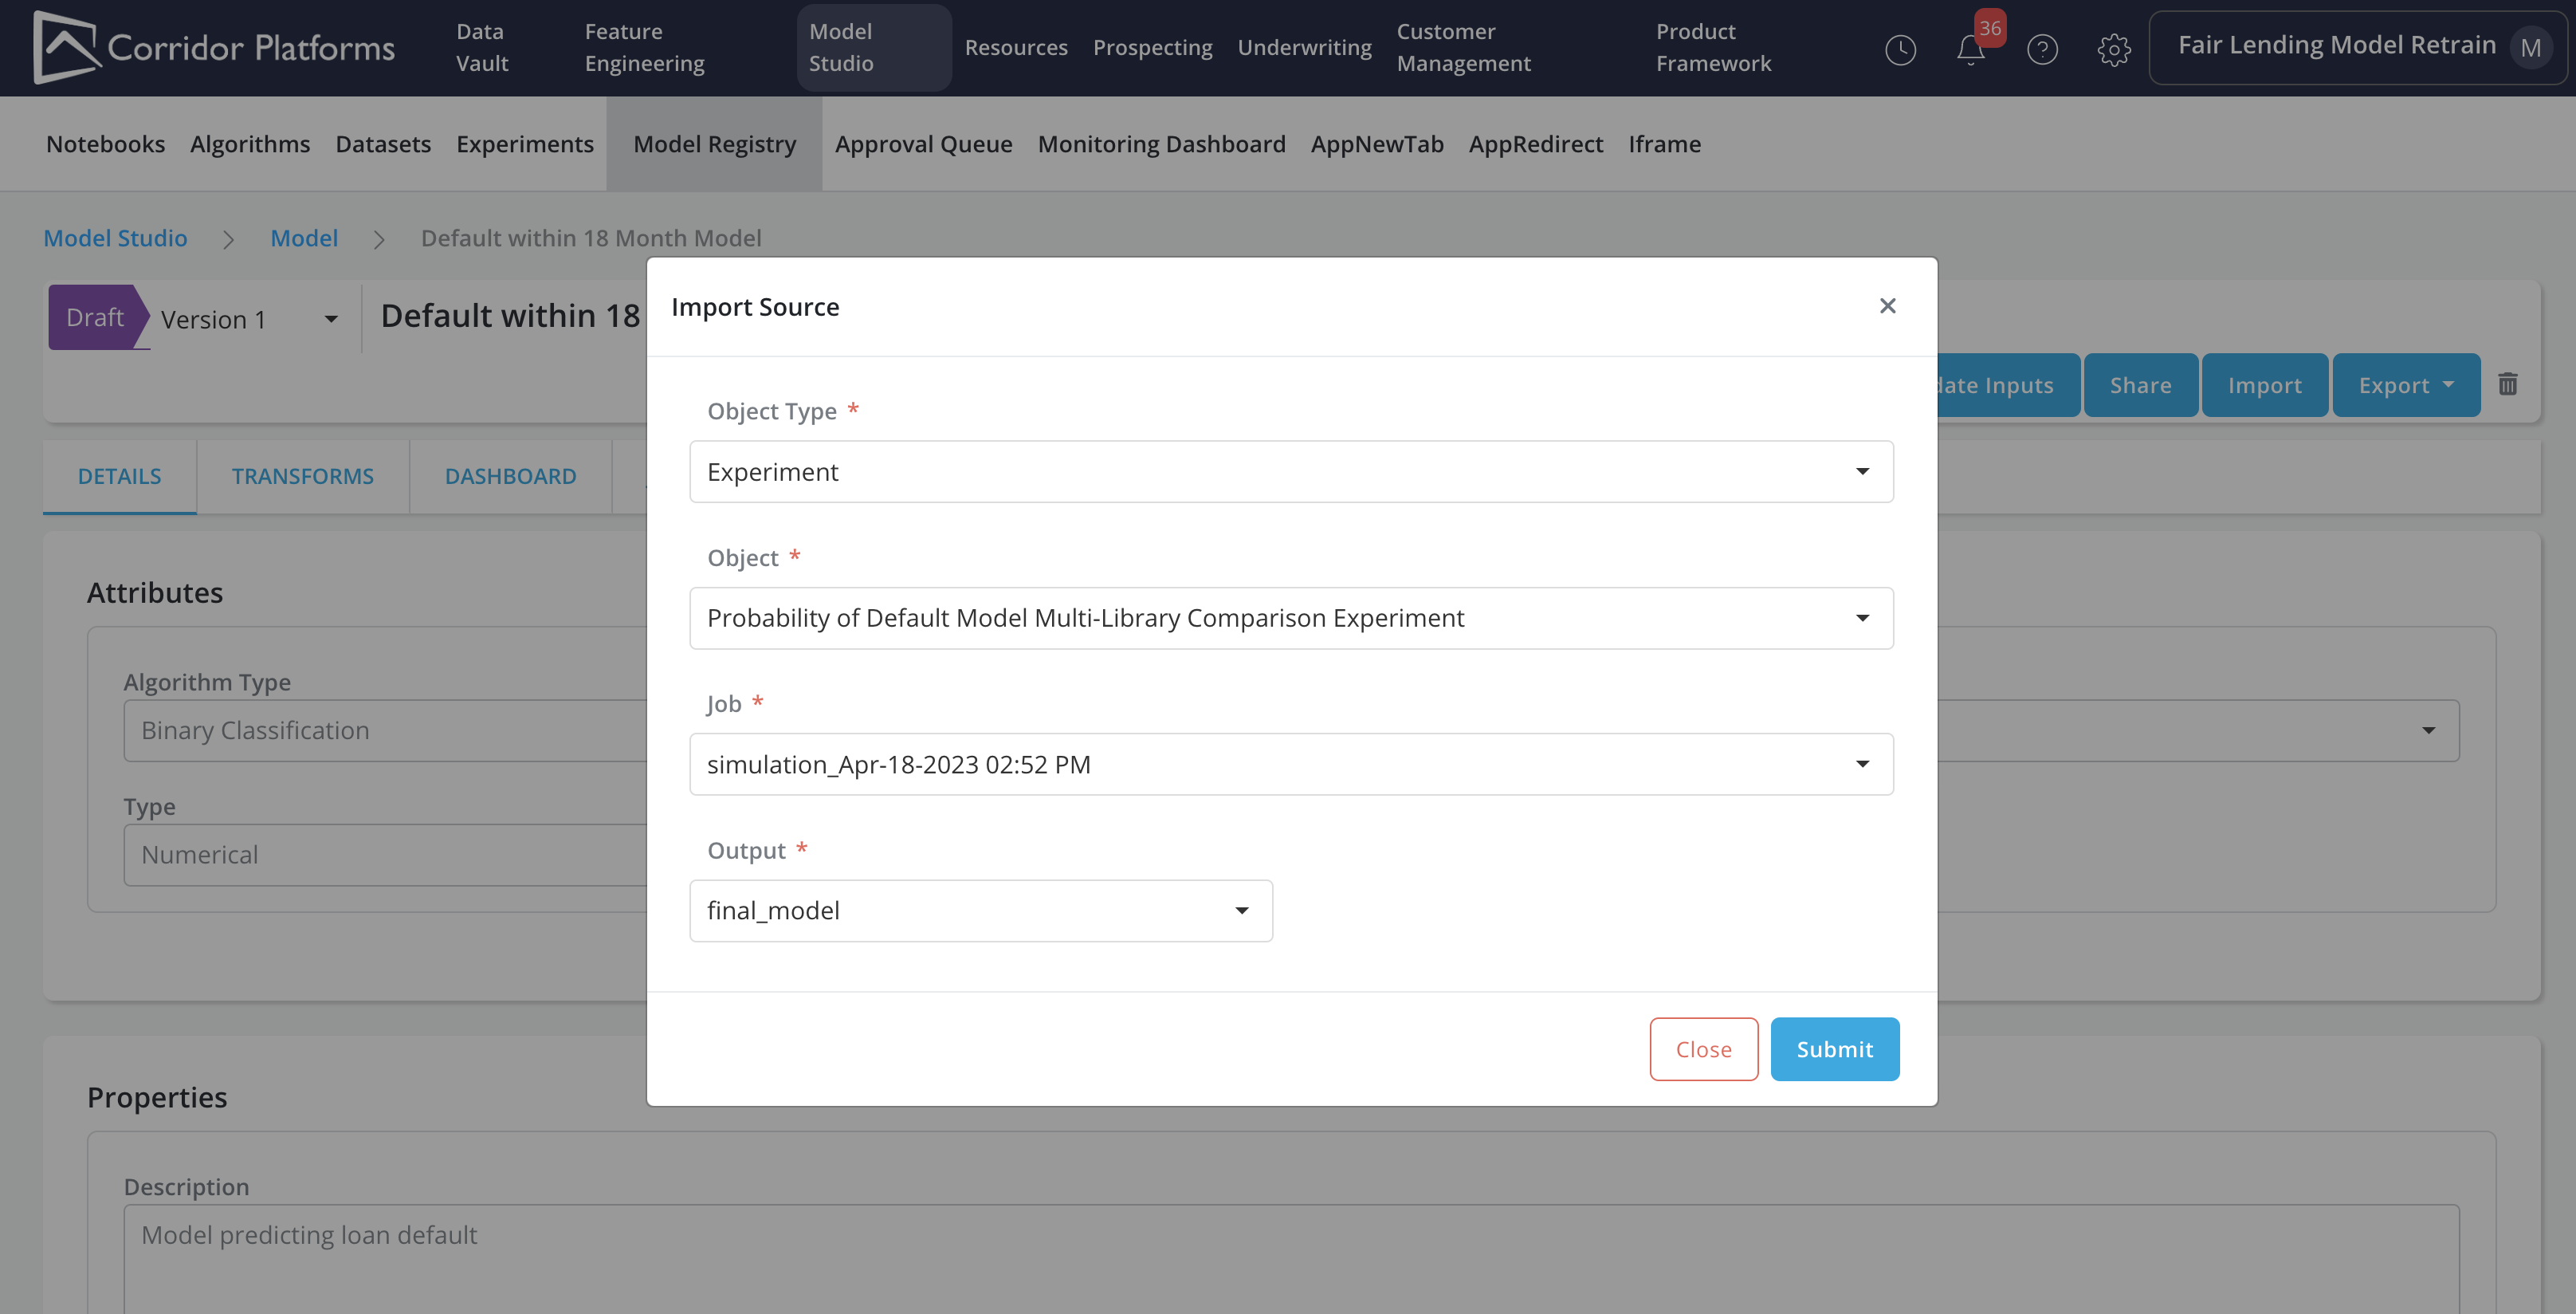 Corridor Platforms
Data Vault
Feature Engineering
Model Studio
Resources
Prospecting
Underwriting
Customer Management
Product Framework
36
?
Fair Lending Model Retrain M
Notebooks Algorithms Datasets Experiments Model Registry Approval Queue Monitoring Dashboard AppNewTab AppRedirect Iframe
Model Studio > Model > Default within 18 Month Model
Draft Version 1 Default within 18
date Inputs Share Import Export
DETAILS TRANSFORMS DASHBOARD
Attributes
Algorithm Type
Binary Classification
Type
Numerical
Properties
Description
Model predicting loan default
Import Source
Object Type *
Experiment
Object *
Probability of Default Model Multi-Library Comparison Experiment
Job *
simulation_Apr-18-2023 02:52 PM
Output *
final_model
Close Submit